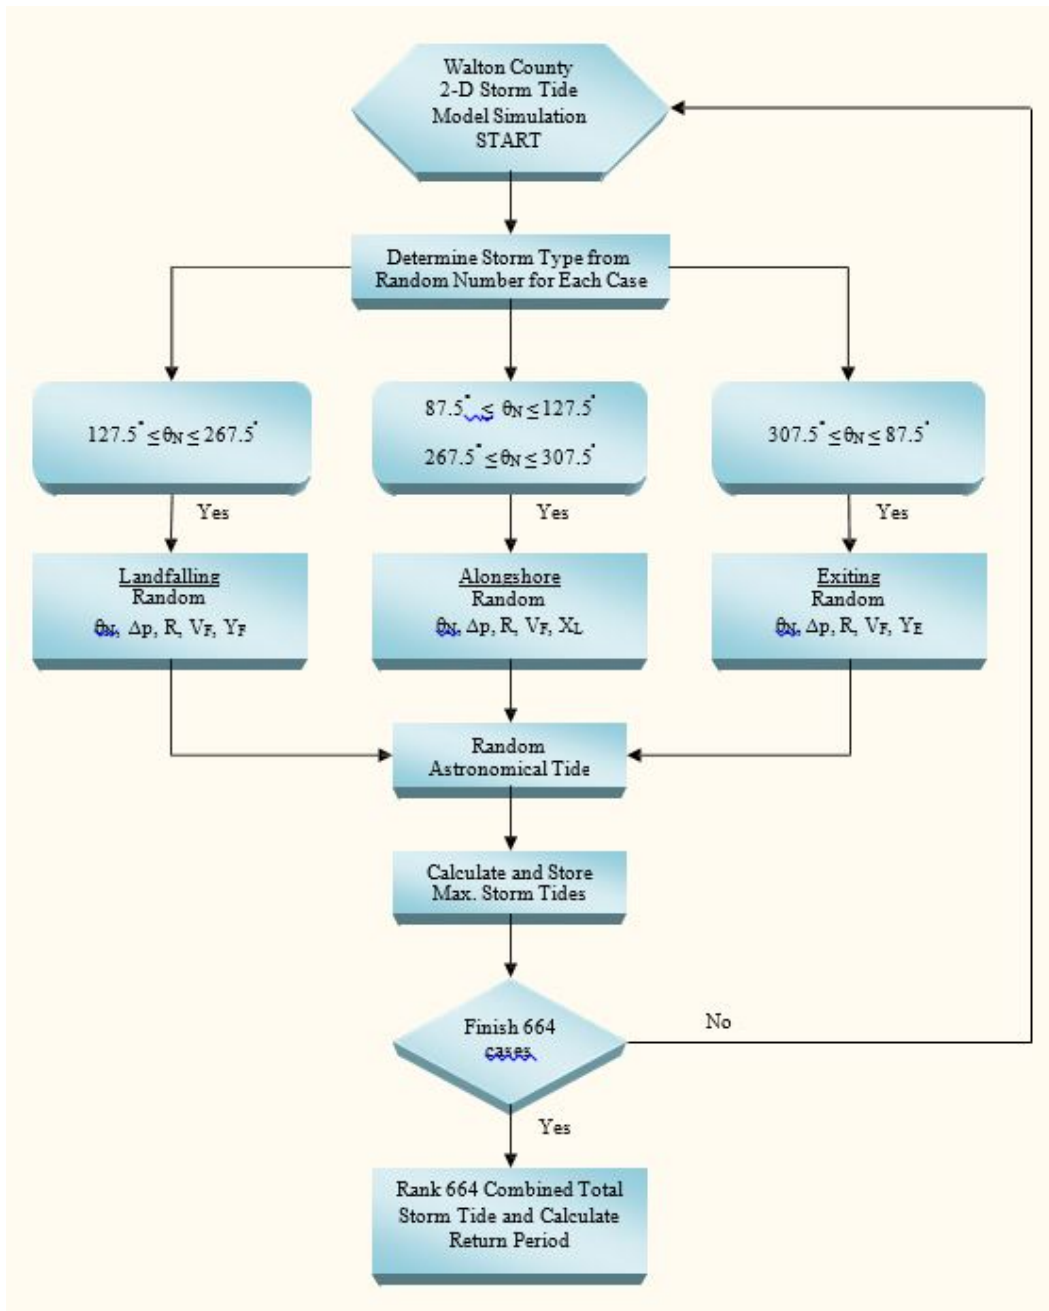 Walton County
2-D Storm Tide
Model Simulation
START
Determine Storm Type from
Random Number for Each Case
127.5° ≤ θN ≤ 267.5°
87.5° ≤ θN ≤ 127.5°
267.5° ≤ θN ≤ 307.5°
307.5° ≤ θN ≤ 87.5°
Yes
Yes
Yes
Landfalling
Random
θN, Δp, R, VF, YF
Alongshore
Random
θN, Δp, R, VF, XL
Exiting
Random
θN, Δp, R, VF, YE
Random
Astronomical Tide
Calculate and Store
Max. Storm Tides
Finish 664
cases
No
Yes
Rank 664 Combined Total
Storm Tide and Calculate
Return Period